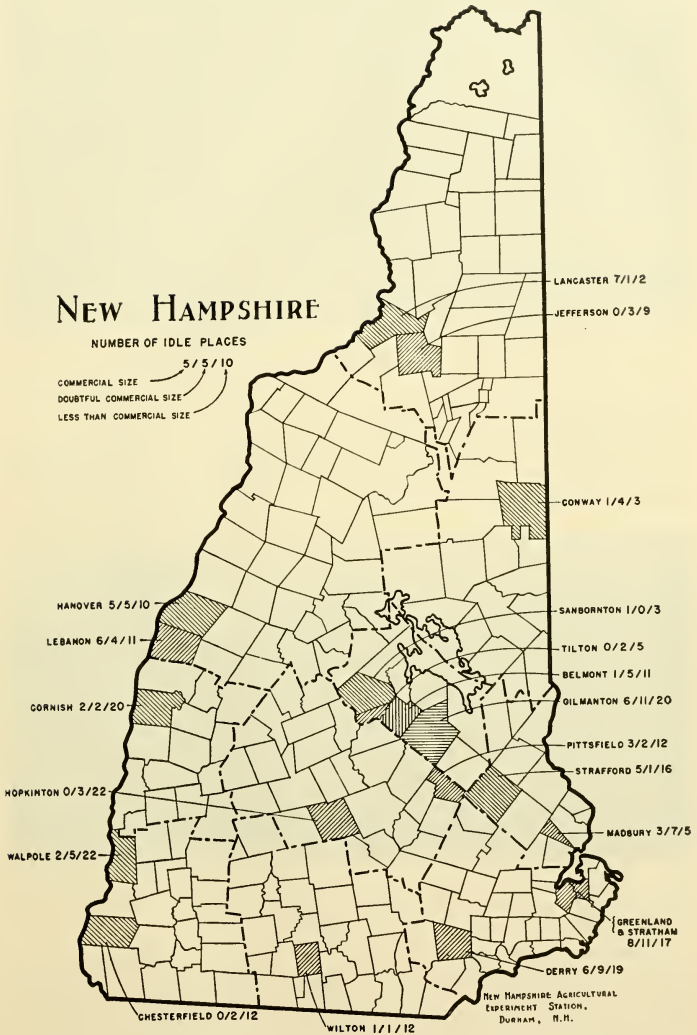 NEW HAMPSHIRE
NUMBER OF IDLE PLACES
5/5/10
COMMERCIAL SIZE
DOUBTFUL COMMERCIAL SIZE
LESS THAN COMMERCIAL SIZE
LANCASTER 7/1/2
JEFFERSON 0/3/9
CONWAY 1/4/3
HANOVER 5/5/10
SANBORNTON 1/0/3
LEBANON 6/4/11
TILTON 0/2/5
BELMONT 1/5/11
CORNISH 2/2/20
GILMANTON 6/11/20
PITTSFIELD 3/2/12
STRAFFORD 5/1/16
HOPKINTON 0/3/22
MADBURY 3/7/5
WALPOLE 2/5/22
GREENLAND
& STRATHAM
8/11/17
DERRY 6/9/19
CHESTERFIELD 0/2/12
WILTON 1/1/12
NEW HAMPSHIRE AGRICULTURAL
EXPERIMENT STATION,
DURHAM, N.H.